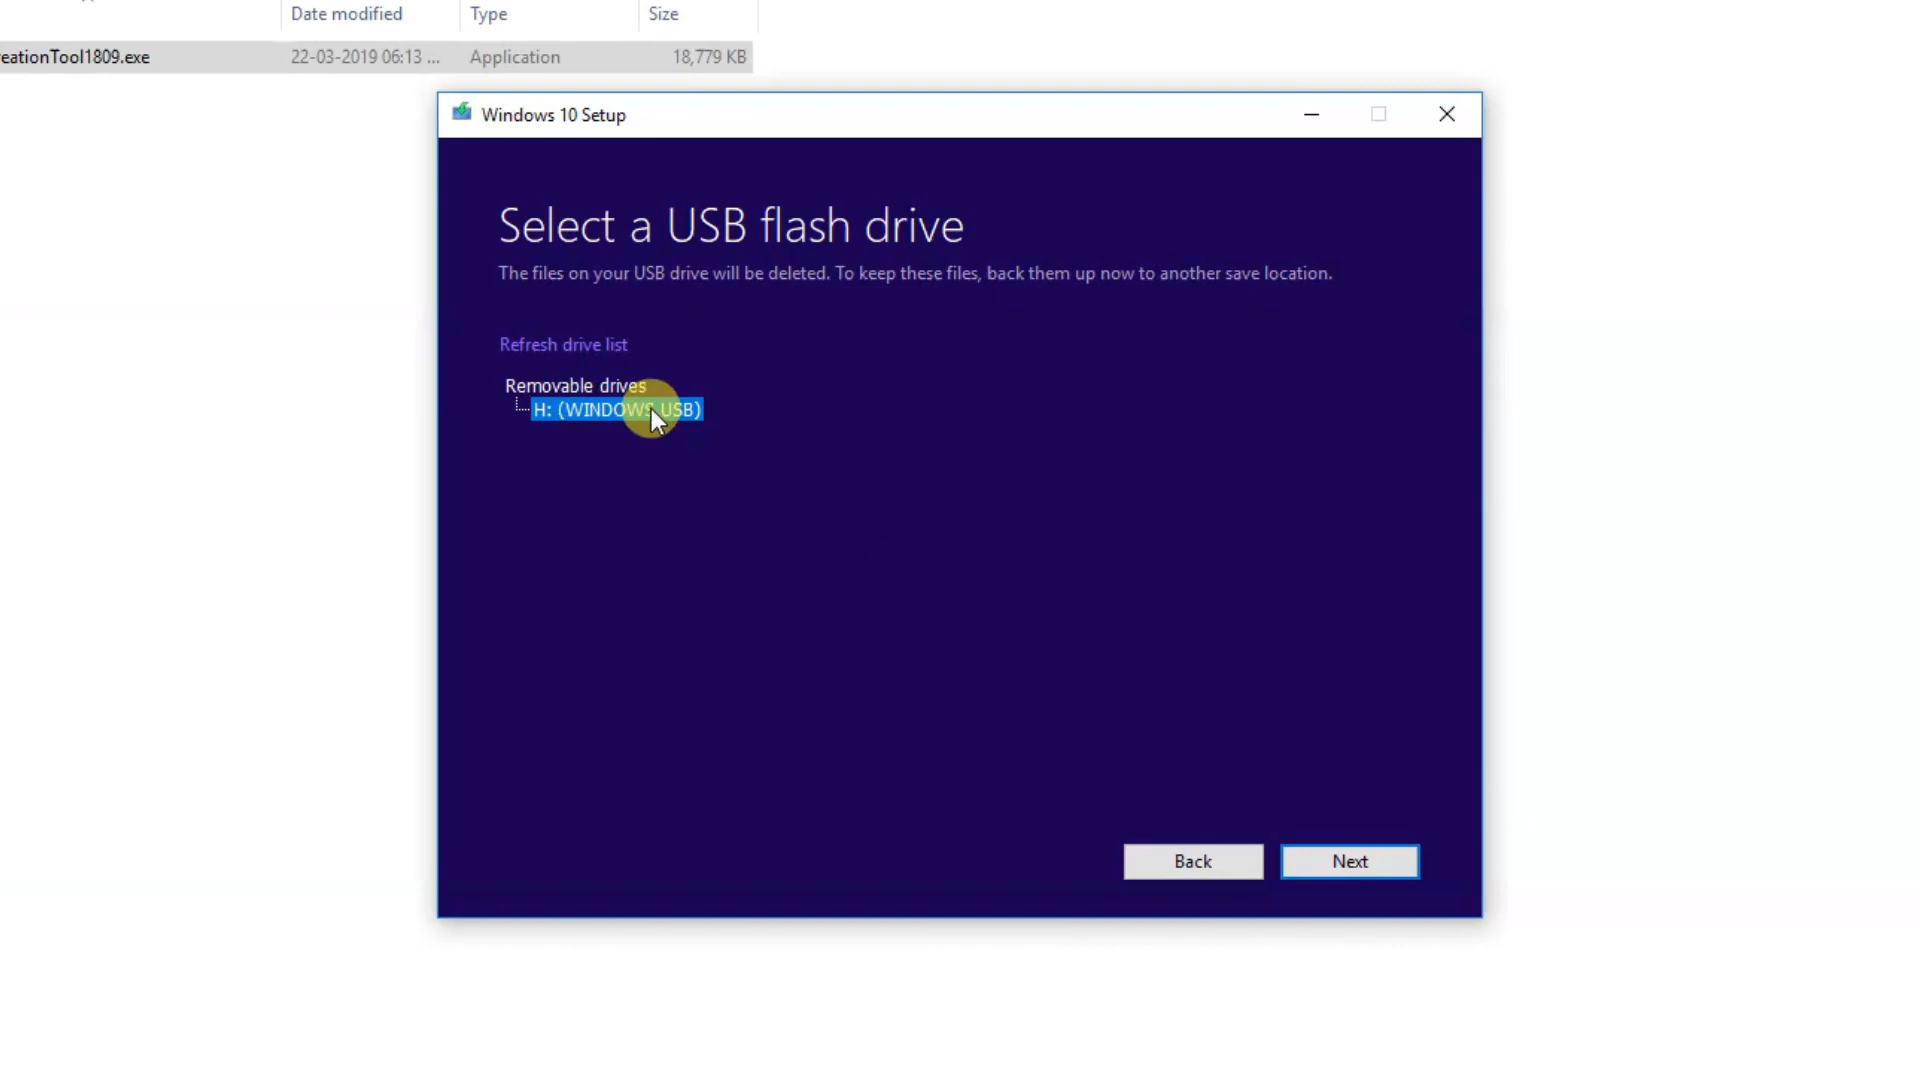 Date modified Type Size
eationTool1809.exe 22-03-2019 06:13 ... Application 18,779 KB
Windows 10 Setup
Select a USB flash drive
The files on your USB drive will be deleted. To keep these files, back them up now to another save location.
Refresh drive list
Removable drives
H: (WINDOWS USB)
Back Next